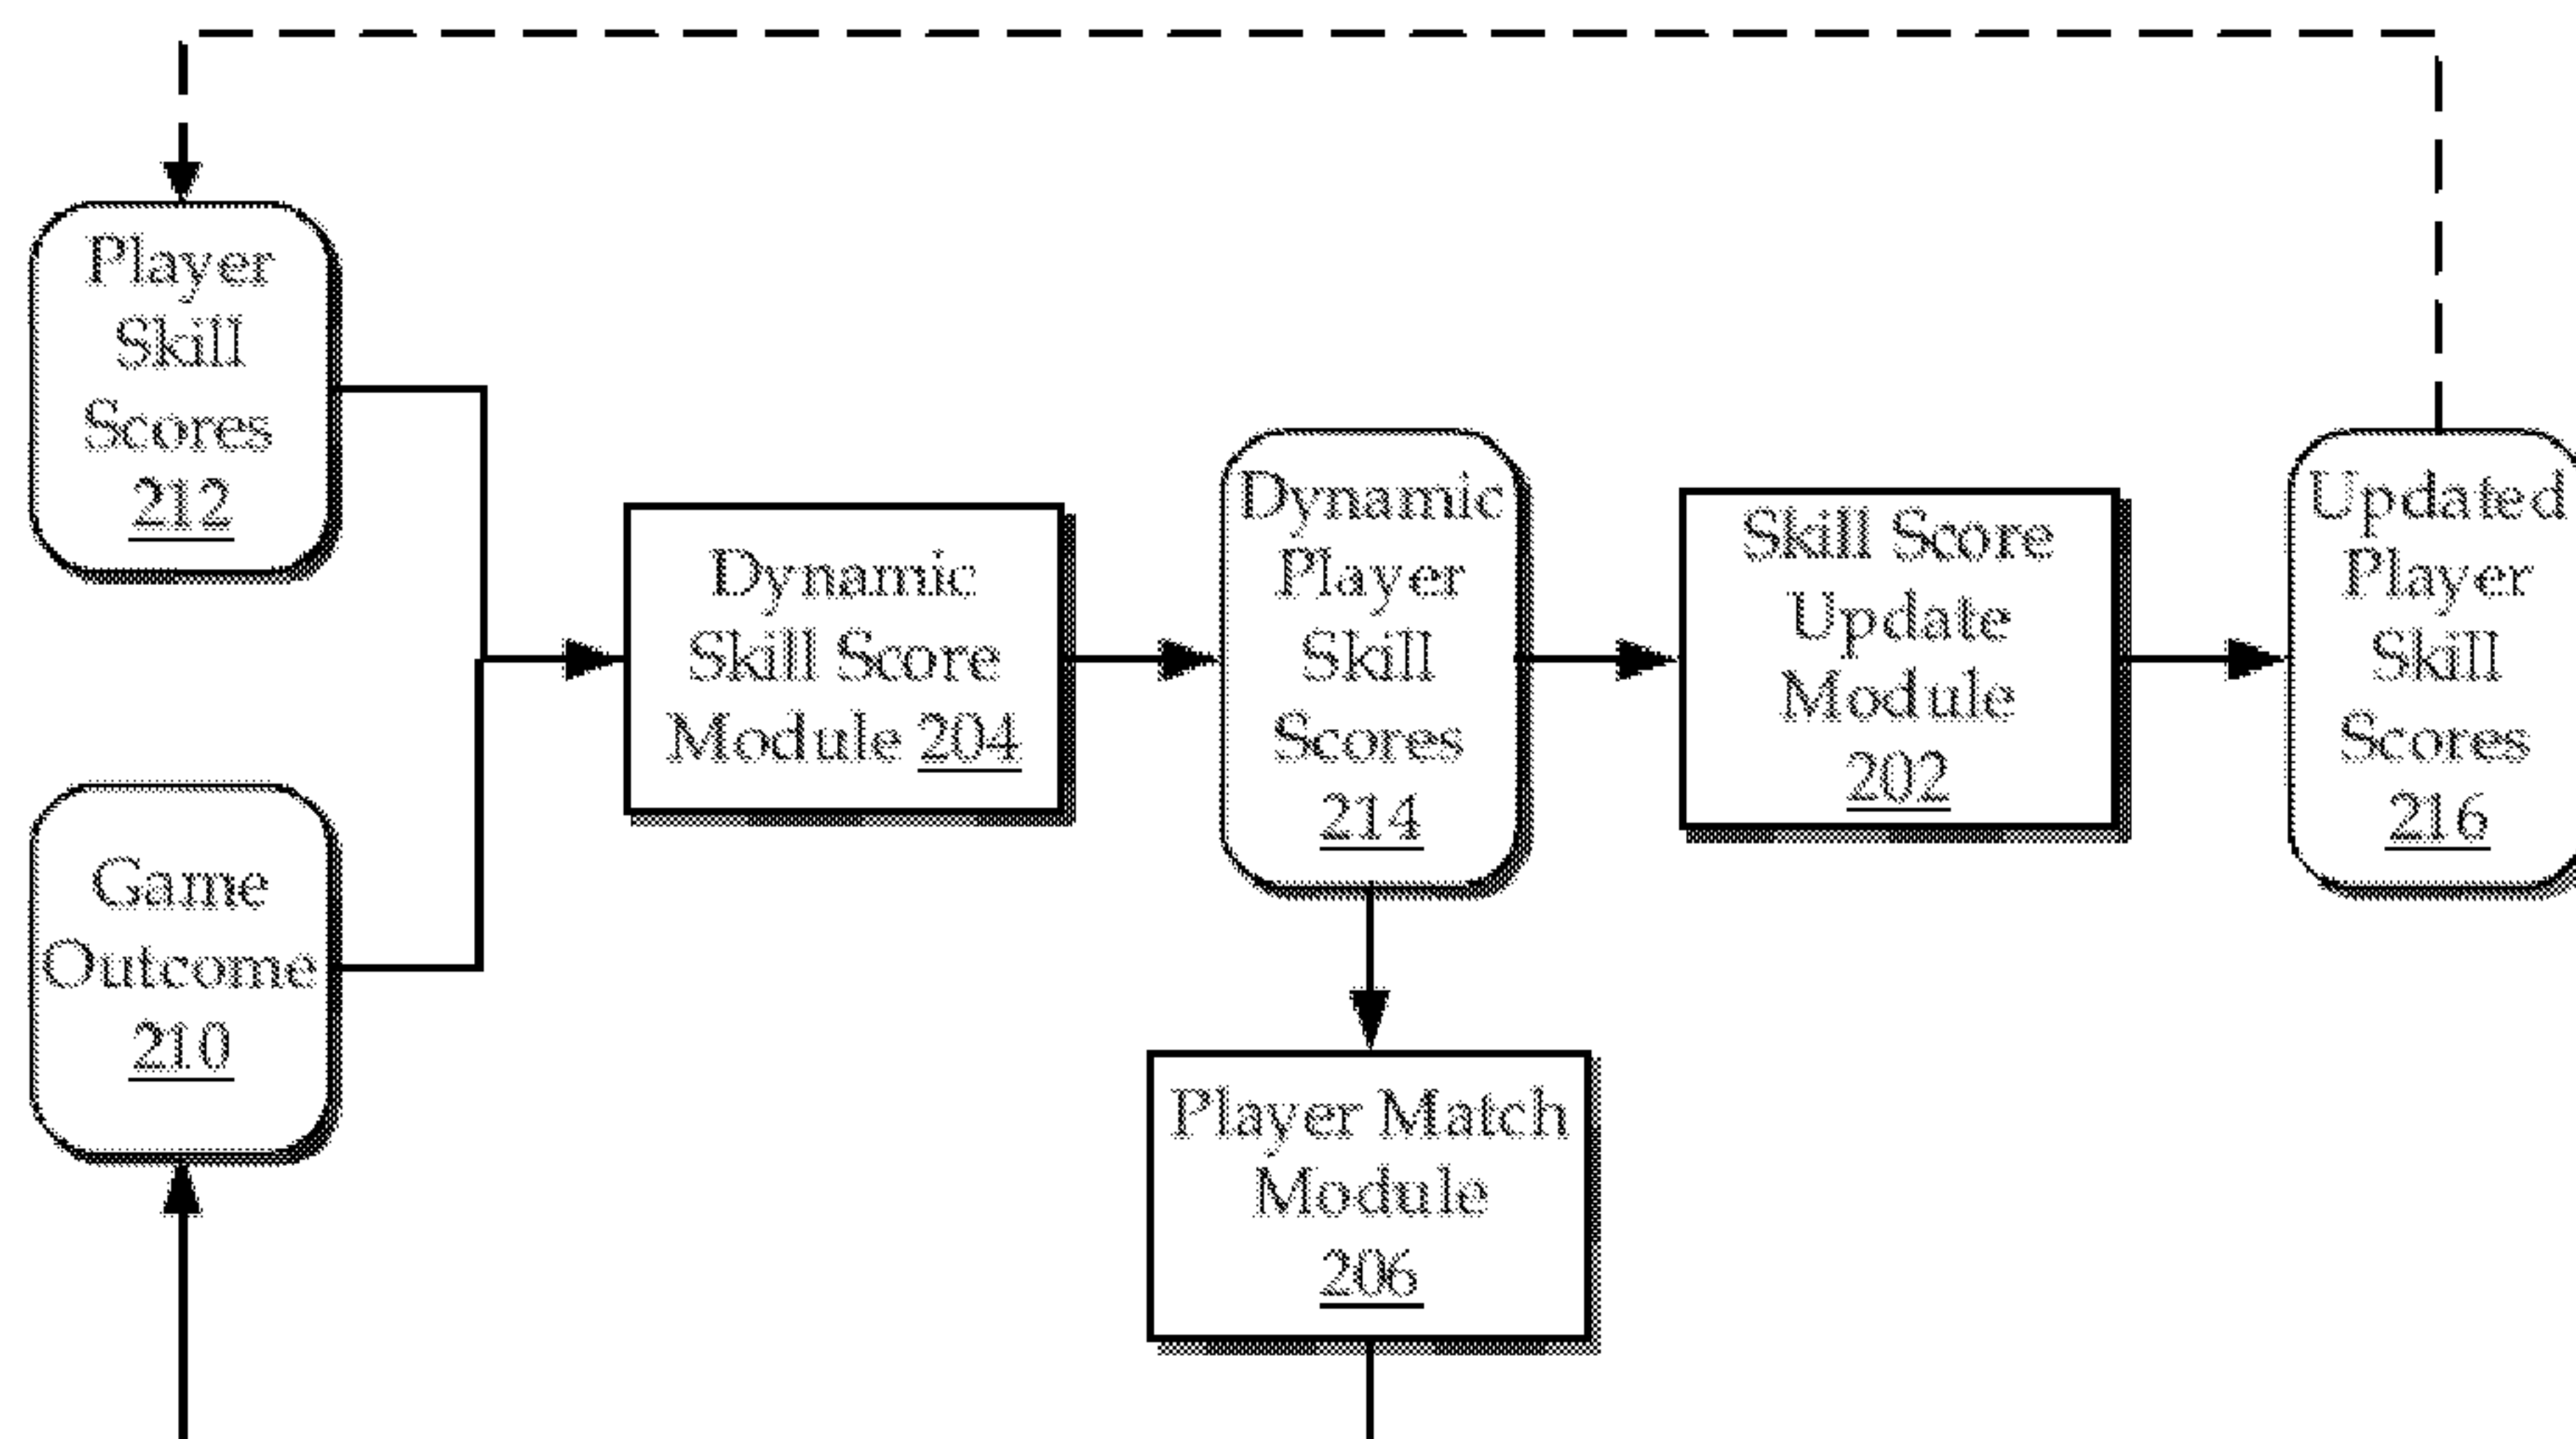 Player
Skill
Scores
212
Game
Outcome
210
Dynamic
Skill Score
Module 204
Dynamic
Player
Skill
Scores
214
Player Match
Module
206
Skill Score
Update
Module
202
Updated
Player
Skill
Scores
216